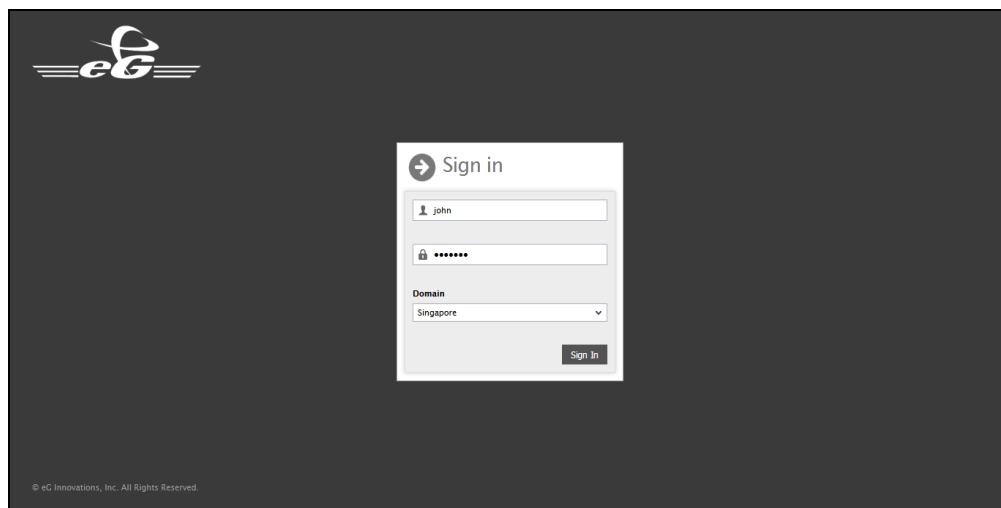 eG
Sign in
john
•••••••
Domain
Singapore
Sign In
© eG Innovations, Inc. All Rights Reserved.